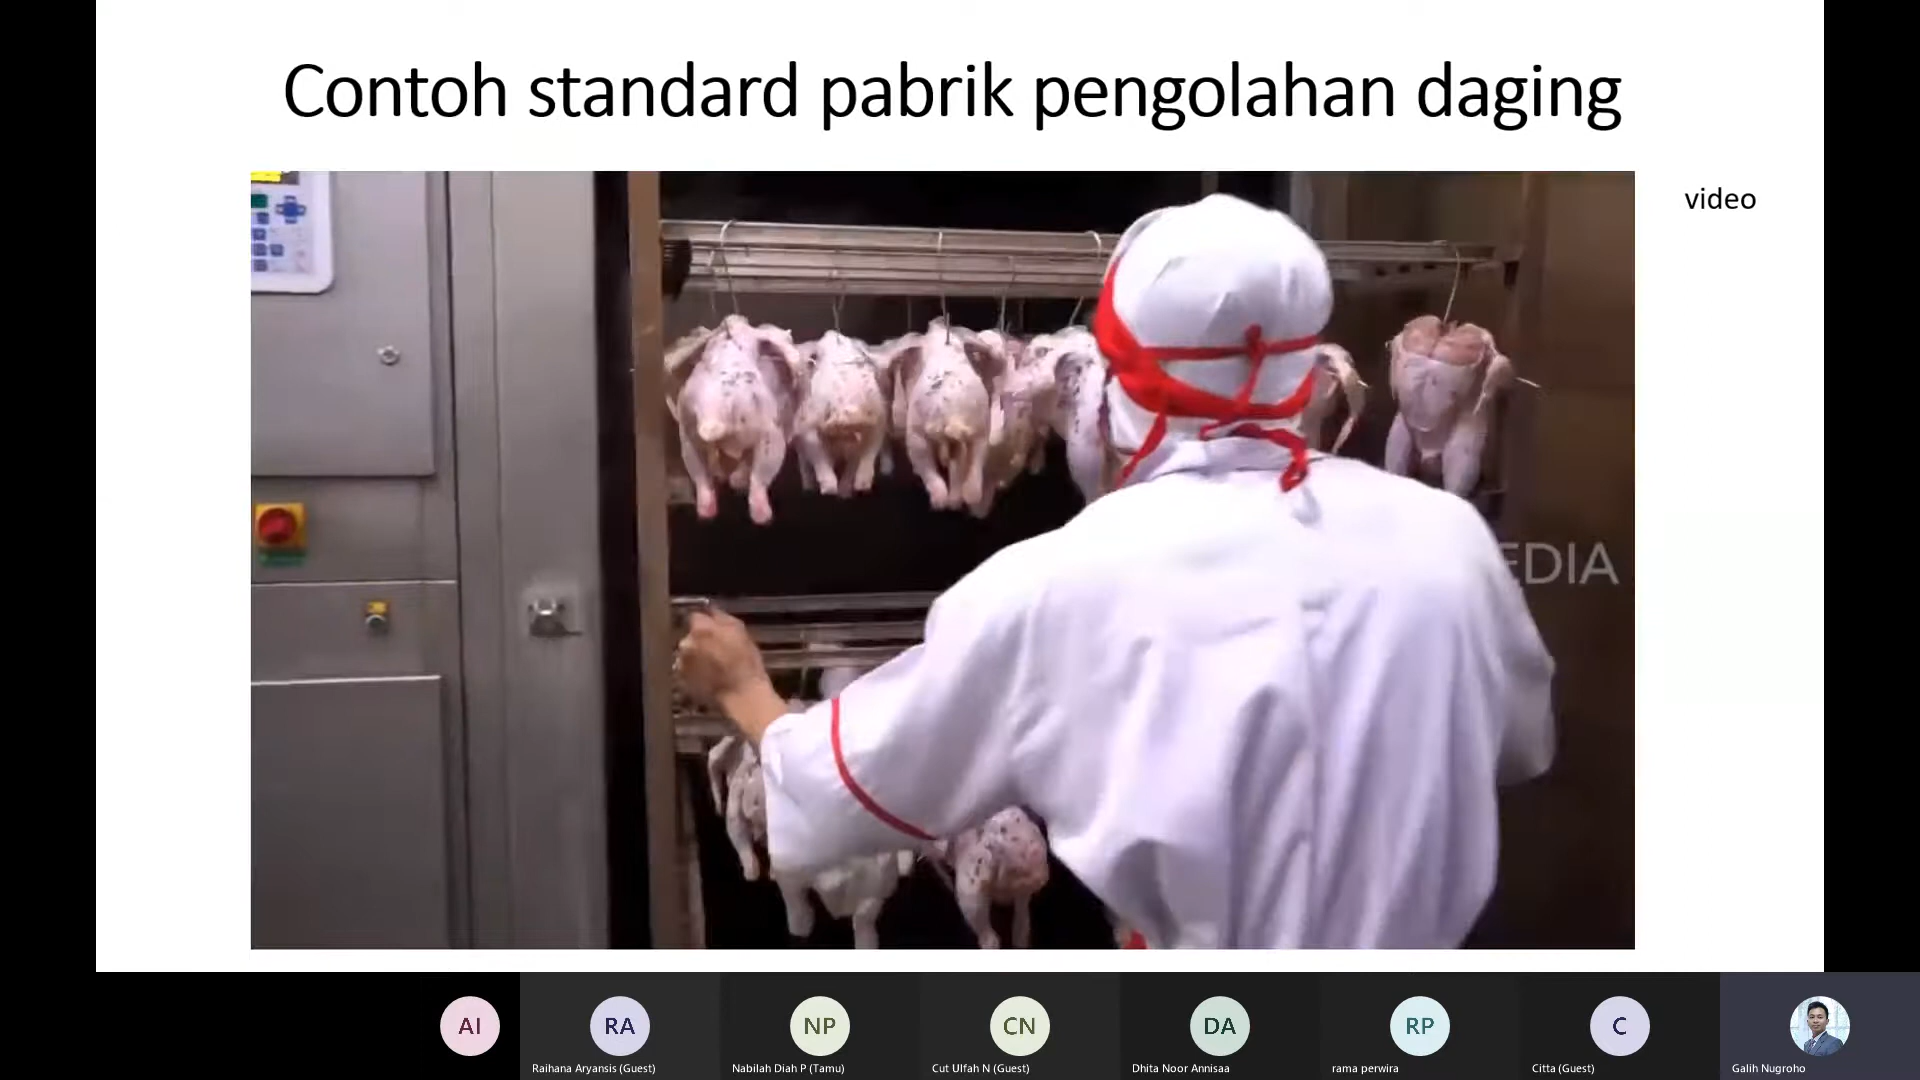 Contoh standard pabrik pengolahan daging
video
EDIA
AI
RA
NP
CN
DA
RP
C
Raihana Aryansis (Guest)
Nabilah Diah P (Tamu)
Cut Ulfah N (Guest)
Dhita Noor Annisaa
rama perwira
Citta (Guest)
Galih Nugroho